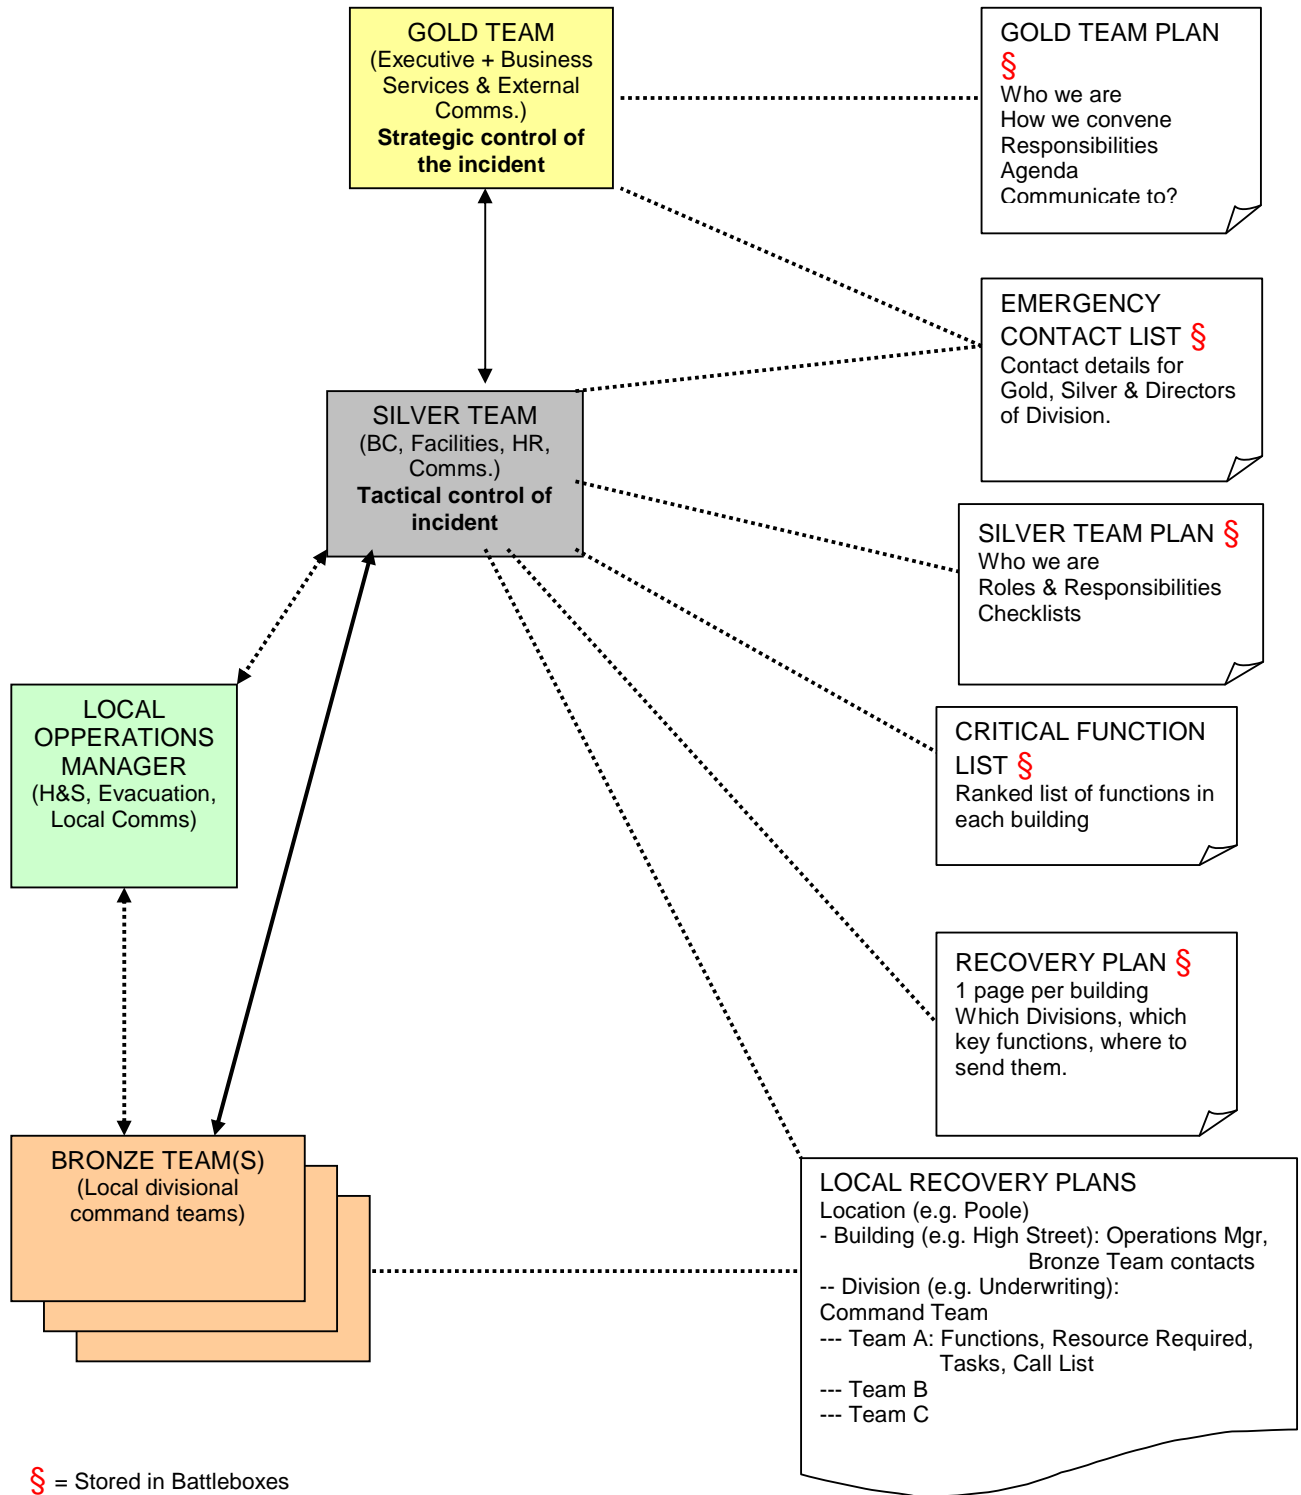 GOLD TEAM
(Executive + Business
Services & External
Comms.)
Strategic control of
the incident
GOLD TEAM PLAN
§
Who we are
How we convene
Responsibilities
Agenda
Communicate to?
EMERGENCY
CONTACT LIST §
Contact details for
Gold, Silver & Directors
of Division.
SILVER TEAM
(BC, Facilities, HR,
Comms.)
Tactical control of
incident
SILVER TEAM PLAN §
Who we are
Roles & Responsibilities
Checklists
LOCAL
OPPERATIONS
MANAGER
(H&S, Evacuation,
Local Comms)
CRITICAL FUNCTION
LIST §
Ranked list of functions in
each building
RECOVERY PLAN §
1 page per building
Which Divisions, which
key functions, where to
send them.
BRONZE TEAM(S)
(Local divisional
command teams)
LOCAL RECOVERY PLANS
Location (e.g. Poole)
- Building (e.g. High Street): Operations Mgr,
Bronze Team contacts
-- Division (e.g. Underwriting):
Command Team
--- Team A: Functions, Resource Required,
Tasks, Call List
--- Team B
--- Team C
§ = Stored in Battleboxes